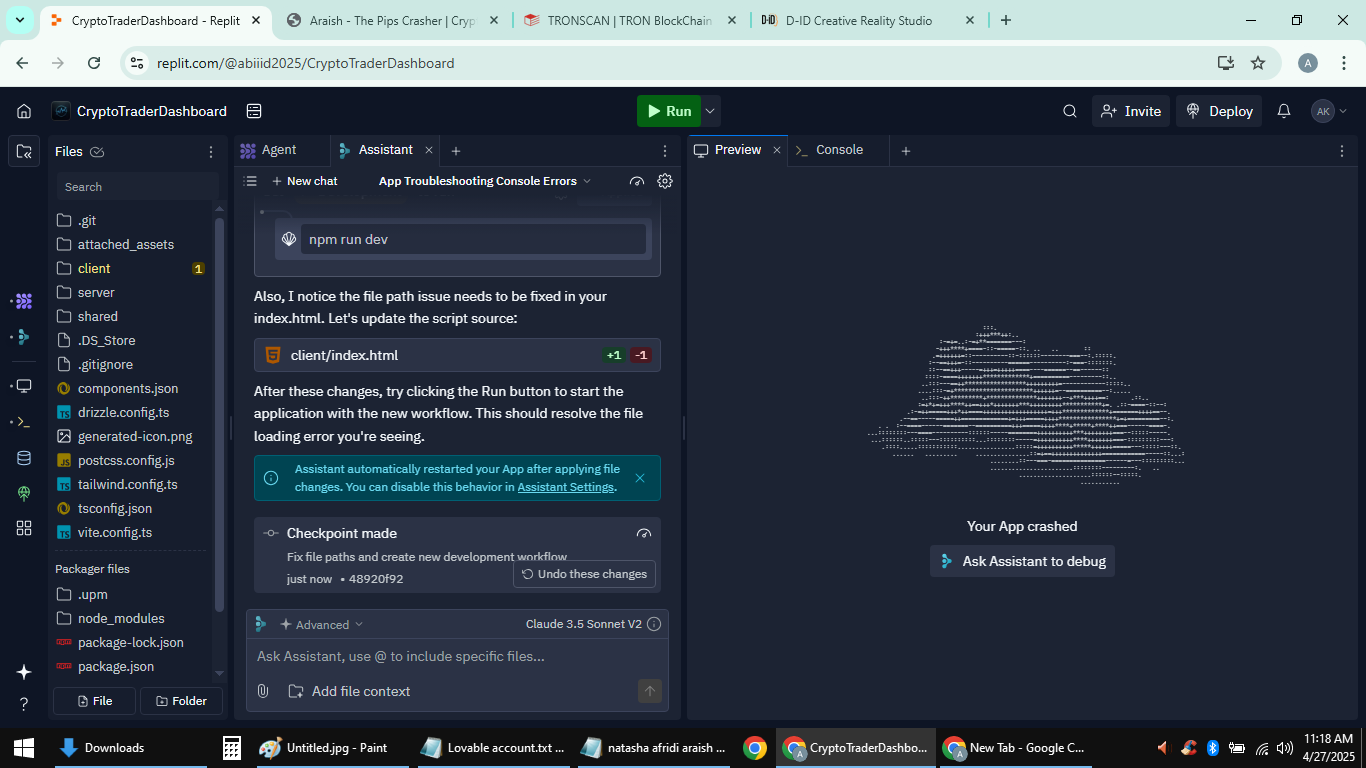 CryptoTraderDashboard - Replit
Araish - The Pips Crasher | Cryp
TRONSCAN | TRON BlockChain
D-ID D-ID Creative Reality Studio
replit.com/@abiiid2025/CryptoTraderDashboard
A
CryptoTraderDashboard
Run
Invite
Deploy
AK
Files
Agent
Assistant
Preview
Console
Search
New chat
App Troubleshooting Console Errors
.git
attached_assets
client 1
server
shared
.DS_Store
.gitignore
components.json
TS drizzle.config.ts
generated-icon.png
JS postcss.config.js
TS tailwind.config.ts
tsconfig.json
TS vite.config.ts
Packager files
.upm
node_modules
package-lock.json
package.json
File
Folder
npm run dev
Also, I notice the file path issue needs to be fixed in your
index.html. Let's update the script source:
client/index.html +1 -1
After these changes, try clicking the Run button to start the
application with the new workflow. This should resolve the file
loading error you're seeing.
Assistant automatically restarted your App after applying file
changes. You can disable this behavior in Assistant Settings.
Checkpoint made
Fix file paths and create new development workflow
just now • 48920f92
Undo these changes
Advanced
Claude 3.5 Sonnet V2
Ask Assistant, use @ to include specific files...
Add file context
Your App crashed
Ask Assistant to debug
Downloads
Untitled.jpg - Paint
Lovable account.txt ...
natasha afridi araish ...
CryptoTraderDashbo...
New Tab - Google C...
11:18 AM
4/27/2025